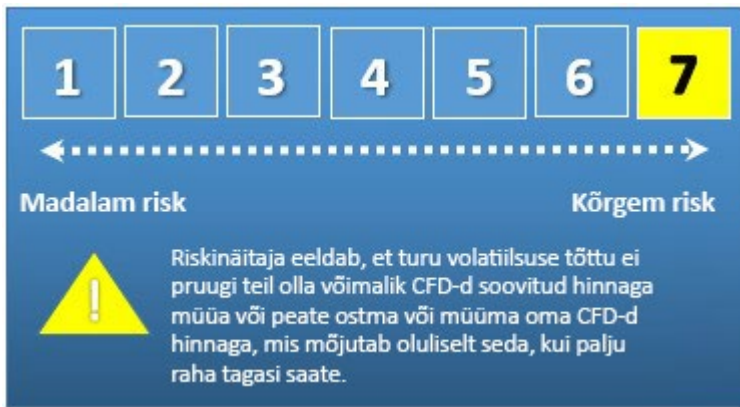 1 2 3 4 5 6 7
Madalam risk Kõrgem risk
! Riskinäitaja eeldab, et turu volatiilsuse tõttu ei
pruugi teil olla võimalik CFD-d soovitud hinnaga
müüa või peate ostma või müüma oma CFD-d
hinnaga, mis mõjutab oluliselt seda, kui palju
raha tagasi saate.